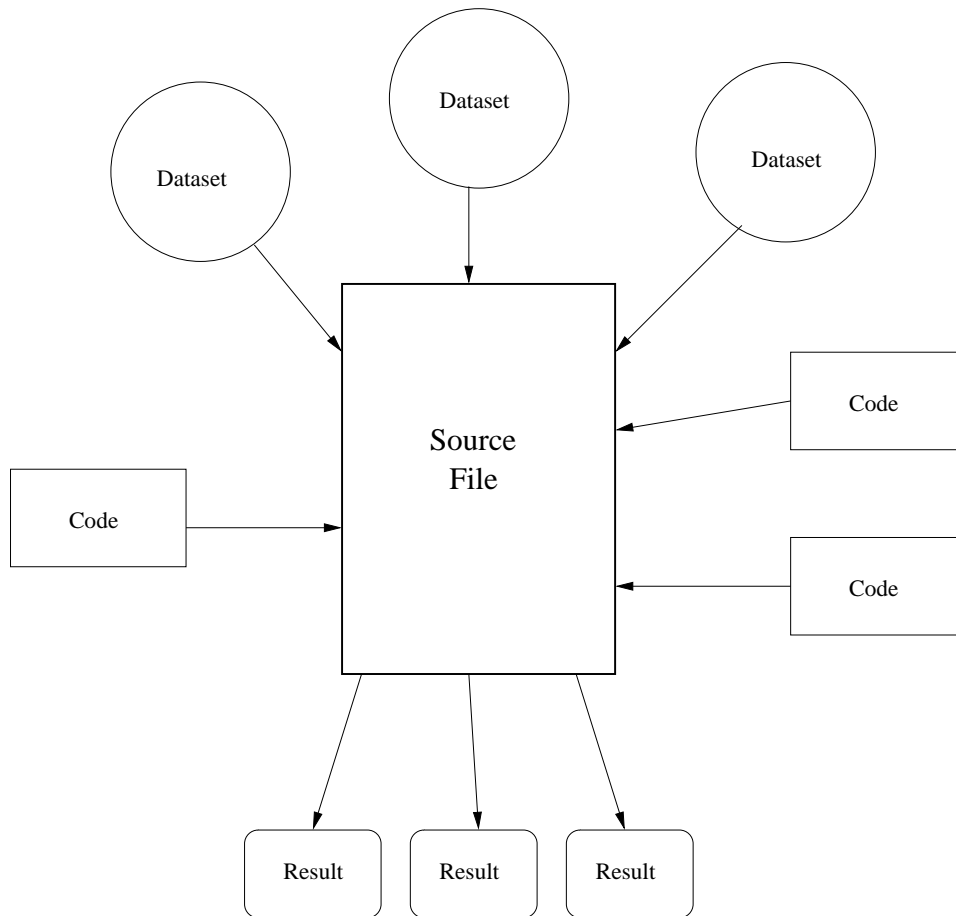 Dataset
Dataset
Dataset
Code
Source
File
Code
Code
Result
Result
Result